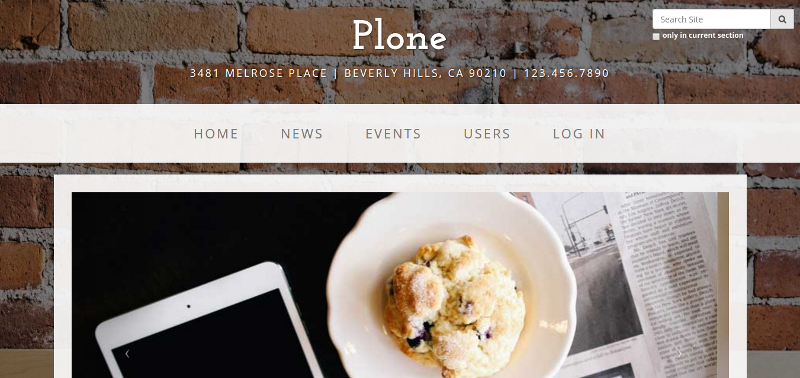 Plone
3481 MELROSE PLACE | BEVERLY HILLS, CA 90210 | 123.456.7890
Search Site
only in current section
HOME NEWS EVENTS USERS LOG IN